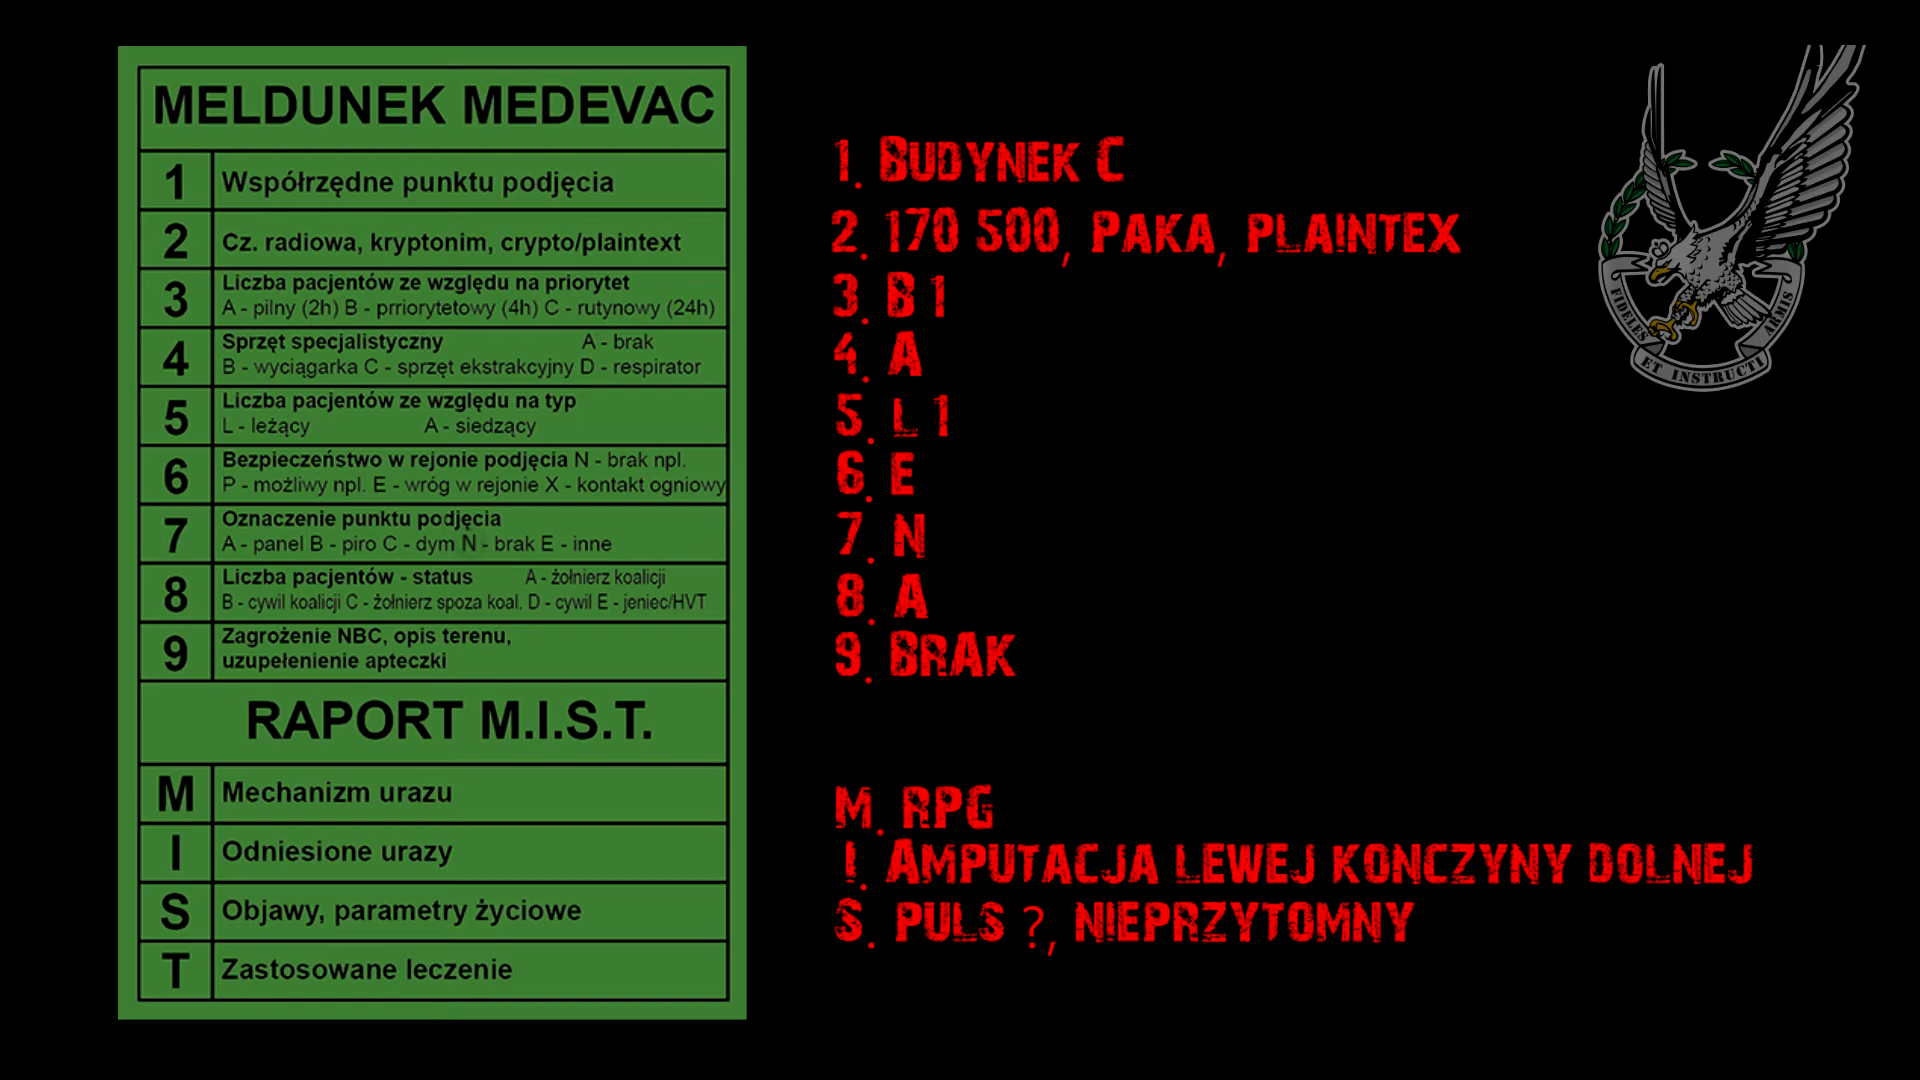 MELDUNEK MEDEVAC
1 Współrzędne punktu podjęcia
2 Cz. radiowa, kryptonim, crypto/plaintext
3 Liczba pacjentów ze względu na priorytet
A - pilny (2h) B - prriorytetowy (4h) C - rutynowy (24h)
4 Sprzęt specjalistyczny A - brak
B - wyciągarka C - sprzęt ekstrakcyjny D - respirator
5 Liczba pacjentów ze względu na typ
L - leżący A - siedzący
6 Bezpieczeństwo w rejonie podjęcia N - brak npl.
P - możliwy npl. E - wróg w rejonie X - kontakt ogniowy
7 Oznaczenie punktu podjęcia
A - panel B - piro C - dym N - brak E - inne
8 Liczba pacjentów - status A - żołnierz koalicji
B - cywil koalicji C - żołnierz spoza koal. D - cywil E - jeniec/HVT
9 Zagrożenie NBC, opis terenu,
uzupełenienie apteczki
RAPORT M.I.S.T.
M Mechanizm urazu
I Odniesione urazy
S Objawy, parametry życiowe
T Zastosowane leczenie
1. BUDYNEK C
2. 170 500, PAKA, PLAINTEX
3. B 1
4. A
5. L 1
6. E
7. N
8. A
9. BRAK
M. RPG
I. AMPUTACJA LEWEJ KONCZYNY DOLNEJ
S. PULS ?, NIEPRZYTOMNY
FIDELES ET INSTRUCTI ARMIS